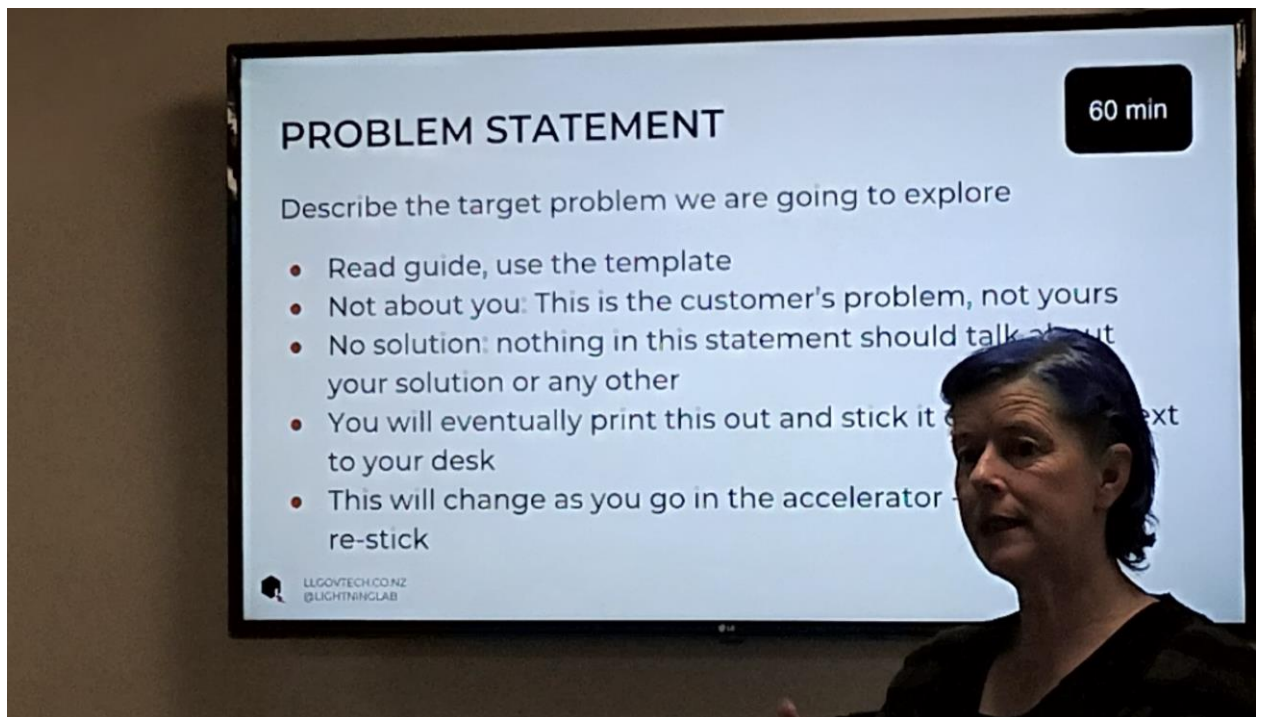 60 min
PROBLEM STATEMENT
Describe the target problem we are going to explore
Read guide, use the template
Not about you: This is the customer's problem, not yours
No solution: nothing in this statement should talk
your solution or any other
You will eventually print this out and stick it
to your desk
This will change as you go in the accelerator -
re-stick
LLGOVTECH.CO.NZ
@LIGHTNINGLAB
LG